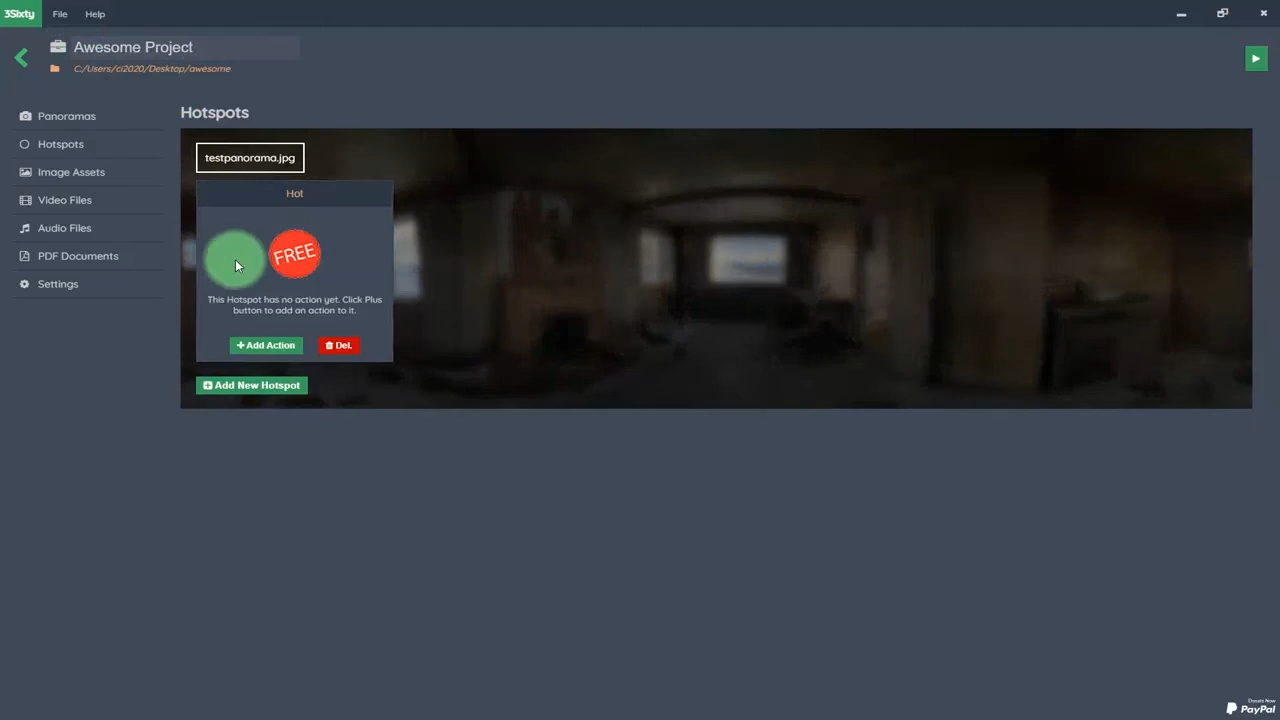 3Sixty File Help
Awesome Project
C:/Users/ci2020/Desktop/awesome
Panoramas
Hotspots
Image Assets
Video Files
Audio Files
PDF Documents
Settings
Hotspots
testpanorama.jpg
Hot
FREE
This Hotspot has no action yet. Click Plus
button to add an action to it.
Add Action Del.
Add New Hotspot
Donate Now
PayPal